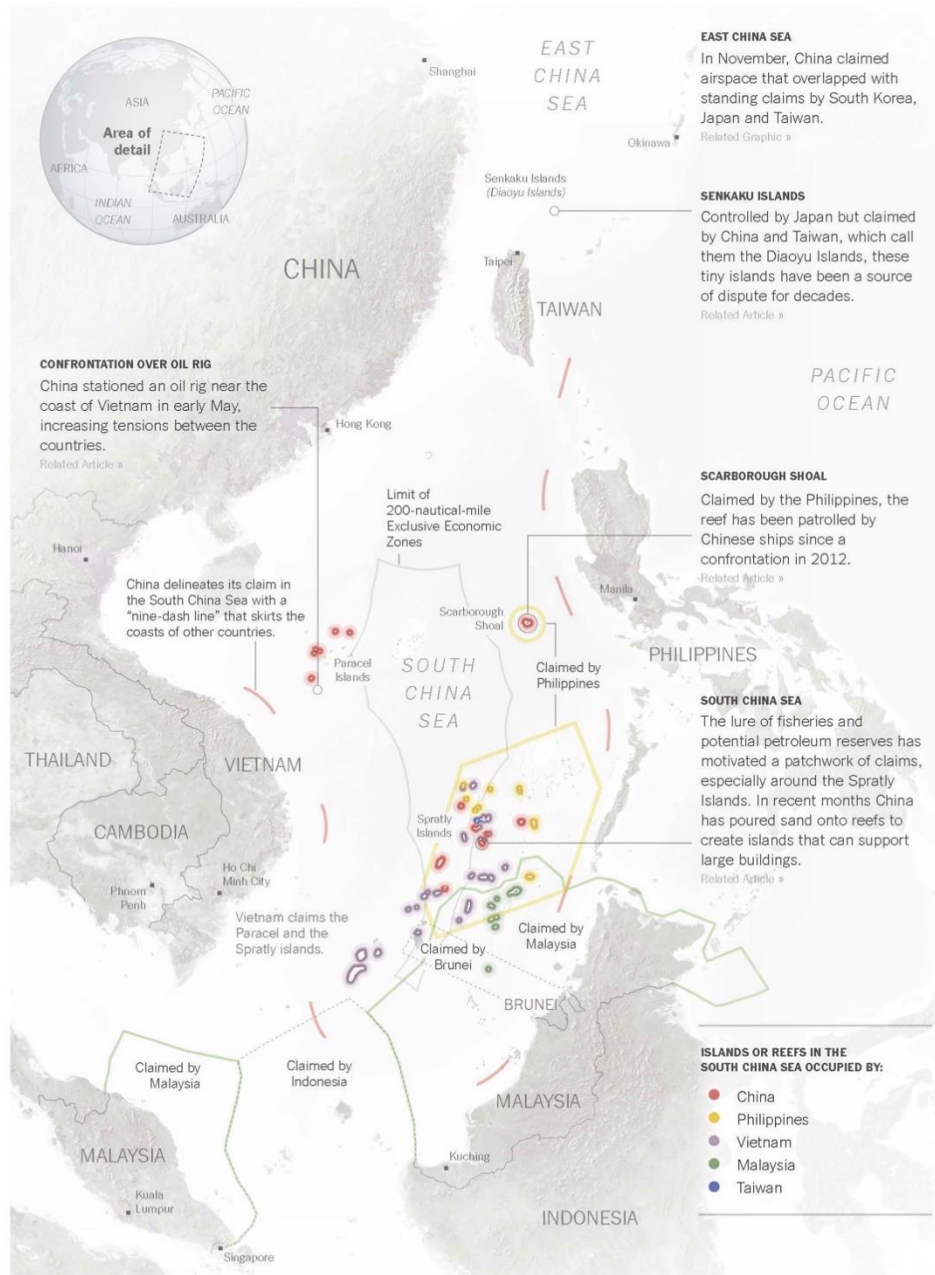 EAST
CHINA
SEA
Shanghai
EAST CHINA SEA
In November, China claimed
airspace that overlapped with
standing claims by South Korea,
Japan and Taiwan.
Related Graphic »
Okinawa
ASIA
PACIFIC
OCEAN
Area of
detail
AFRICA
INDIAN
OCEAN
AUSTRALIA
Senkaku Islands
(Diaoyu Islands)
SENKAKU ISLANDS
Controlled by Japan but claimed
by China and Taiwan, which call
them the Diaoyu Islands, these
tiny islands have been a source
of dispute for decades.
Related Article »
CHINA
Taipei
TAIWAN
CONFRONTATION OVER OIL RIG
China stationed an oil rig near the
coast of Vietnam in early May,
increasing tensions between the
countries.
Related Article »
PACIFIC
OCEAN
Hong Kong
Limit of
200-nautical-mile
Exclusive Economic
Zones
SCARBOROUGH SHOAL
Claimed by the Philippines, the
reef has been patrolled by
Chinese ships since a
confrontation in 2012.
Related Article »
Hanoi
China delineates its claim in
the South China Sea with a
“nine-dash line” that skirts the
coasts of other countries.
Manila
Scarborough
Shoal
Paracel
Islands
SOUTH
CHINA
SEA
Claimed by
Philippines
PHILIPPINES
SOUTH CHINA SEA
The lure of fisheries and
potential petroleum reserves has
motivated a patchwork of claims,
especially around the Spratly
Islands. In recent months China
has poured sand onto reefs to
create islands that can support
large buildings.
Related Article »
THAILAND
VIETNAM
CAMBODIA
Spratly
Islands
Ho Chi
Minh City
Phnom
Penh
Vietnam claims the
Paracel and the
Spratly islands.
Claimed by
Malaysia
Claimed by
Brunei
BRUNEI
Claimed by
Malaysia
Claimed by
Indonesia
ISLANDS OR REEFS IN THE
SOUTH CHINA SEA OCCUPIED BY:
China
Philippines
Vietnam
Malaysia
Taiwan
MALAYSIA
MALAYSIA
Kuching
Kuala
Lumpur
INDONESIA
Singapore